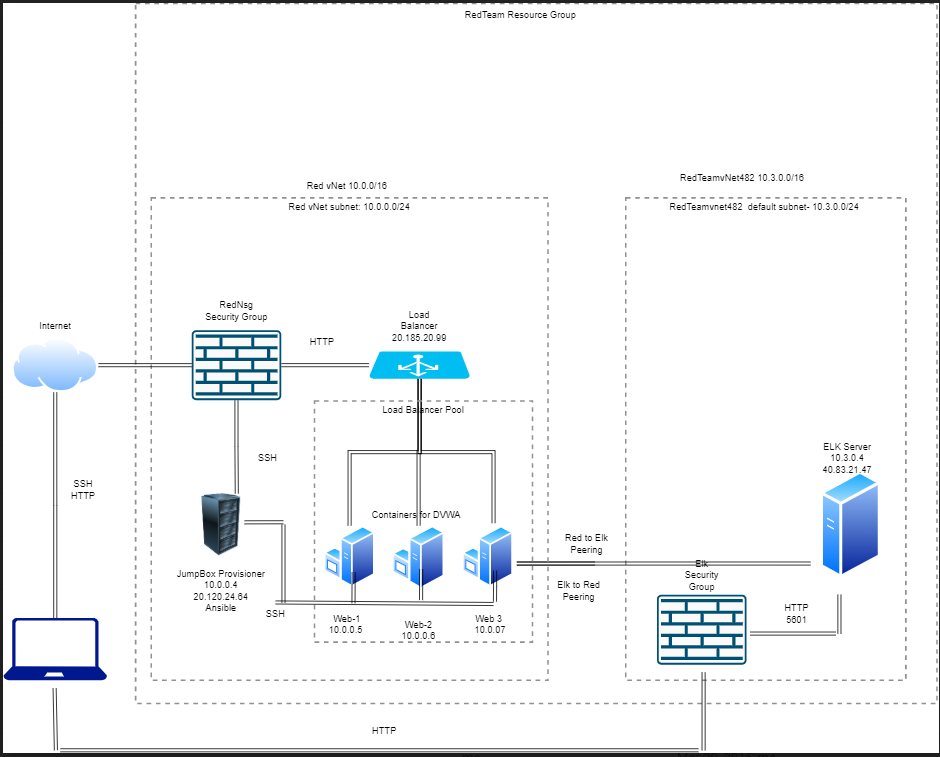 RedTeam Resource Group
Red vNet 10.0.0/16
RedTeamvNet482 10.3.0.0/16
Red vNet subnet: 10.0.0.0/24
RedTeamvnet482 default subnet- 10.3.0.0/24
Internet
RedNsg
Security Group
HTTP
Load
Balancer
20.185.20.99
Load Balancer Pool
SSH
SSH
HTTP
ELK Server
10.3.0.4
40.83.21.47
Containers for DVWA
Red to Elk
Peering
Elk to Red
Peering
Elk
Security
Group
HTTP
5601
JumpBox Provisioner
10.0.0.4
20.120.24.64
Ansible
SSH
Web-1
10.0.0.5
Web-2
10.0.0.6
Web 3
10.0.07
HTTP